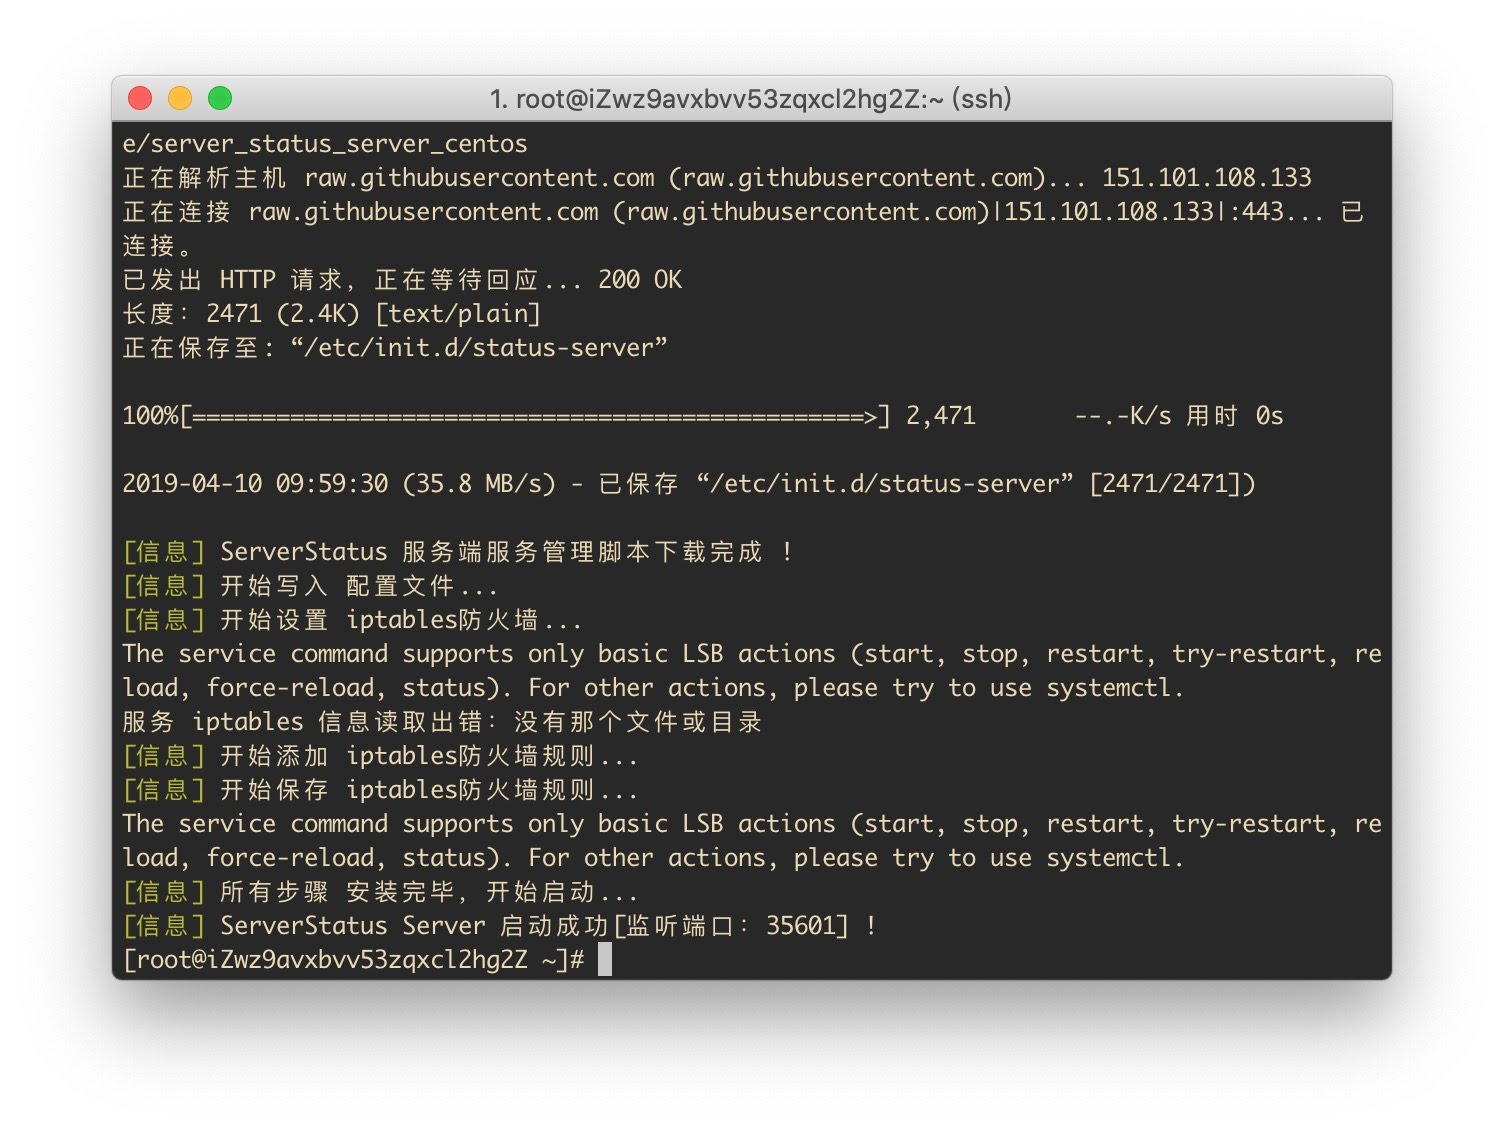 1. root@iZwz9avxbvv53zqxcl2hg2Z:~ (ssh)
e/server_status_server_centos
正在解析主机 raw.githubusercontent.com (raw.githubusercontent.com)... 151.101.108.133
正在连接 raw.githubusercontent.com (raw.githubusercontent.com)|151.101.108.133|:443... 已
连接。
已发出 HTTP 请求，正在等待回应... 200 OK
长度：2471 (2.4K) [text/plain]
正在保存至: “/etc/init.d/status-server”
100%[================================================>] 2,471       --.-K/s 用时 0s
2019-04-10 09:59:30 (35.8 MB/s) - 已保存 “/etc/init.d/status-server” [2471/2471])
[信息] ServerStatus 服务端服务管理脚本下载完成 !
[信息] 开始写入 配置文件...
[信息] 开始设置 iptables防火墙...
The service command supports only basic LSB actions (start, stop, restart, try-restart, re
load, force-reload, status). For other actions, please try to use systemctl.
服务 iptables 信息读取出错：没有那个文件或目录
[信息] 开始添加 iptables防火墙规则...
[信息] 开始保存 iptables防火墙规则...
The service command supports only basic LSB actions (start, stop, restart, try-restart, re
load, force-reload, status). For other actions, please try to use systemctl.
[信息] 所有步骤 安装完毕，开始启动...
[信息] ServerStatus Server 启动成功[监听端口：35601] !
[root@iZwz9avxbvv53zqxcl2hg2Z ~]#